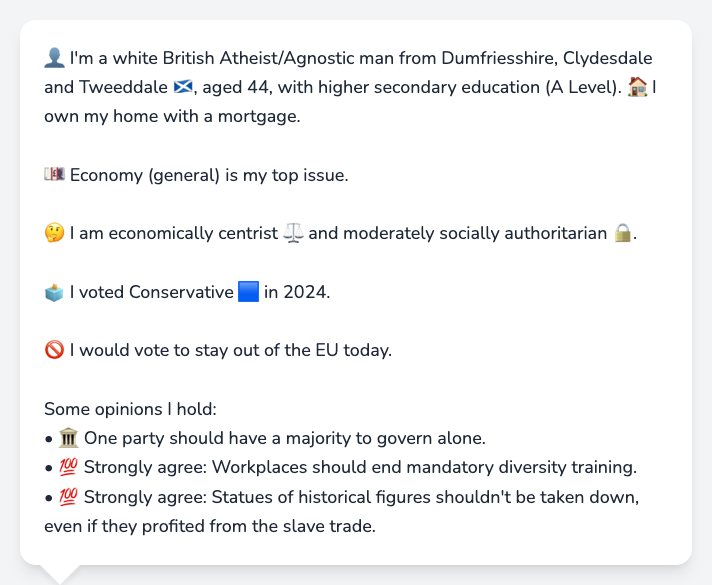 👤 I'm a white British Atheist/Agnostic man from Dumfriesshire, Clydesdale
and Tweeddale 🏴󠁧󠁢󠁳󠁣󠁴󠁿, aged 44, with higher secondary education (A Level). 🏠 I
own my home with a mortgage.
💷 Economy (general) is my top issue.
🤔 I am economically centrist ⚖️ and moderately socially authoritarian 🔒.
🗳️ I voted Conservative 🟦 in 2024.
🚫 I would vote to stay out of the EU today.
Some opinions I hold:
• 🏛️ One party should have a majority to govern alone.
• 💯 Strongly agree: Workplaces should end mandatory diversity training.
• 💯 Strongly agree: Statues of historical figures shouldn't be taken down,
even if they profited from the slave trade.